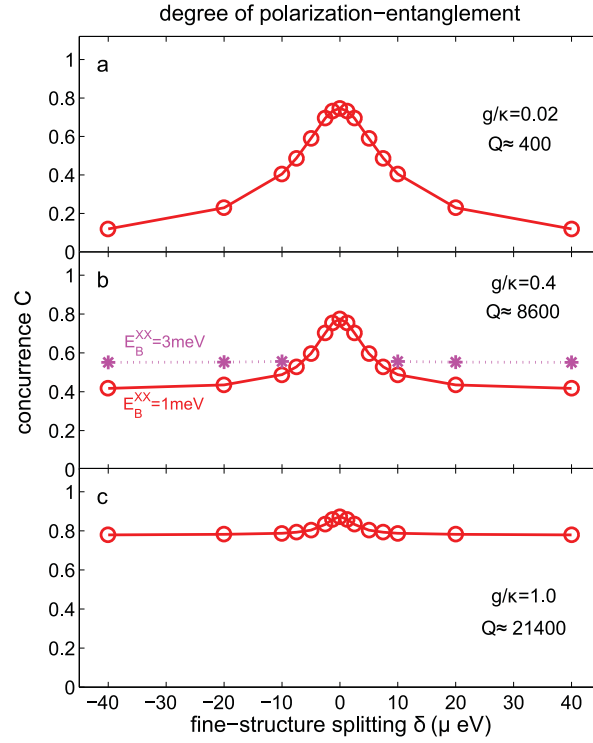 degree of polarization−entanglement
a
g/κ=0.02
Q≈ 400
1
0.8
0.6
0.4
0.2
0
b
g/κ=0.4
Q≈ 8600
E_B^XX=3meV
E_B^XX=1meV
1
0.8
0.6
0.4
0.2
0
concurrence C
c
g/κ=1.0
Q≈ 21400
1
0.8
0.6
0.4
0.2
0
−40 −30 −20 −10 0 10 20 30 40
fine−structure splitting δ (μ eV)